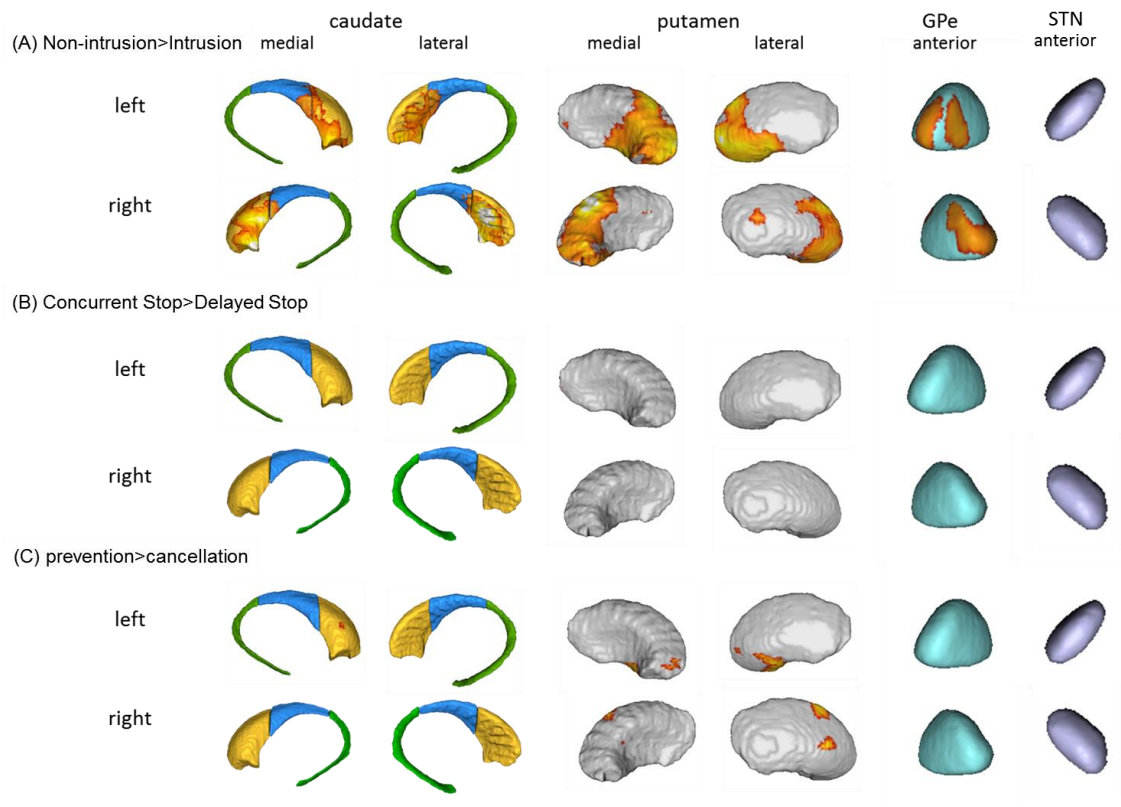 caudate putamen GPe STN
(A) Non-intrusion>Intrusion medial lateral medial lateral anterior anterior
left
right
(B) Concurrent Stop>Delayed Stop
left
right
(C) prevention>cancellation
left
right